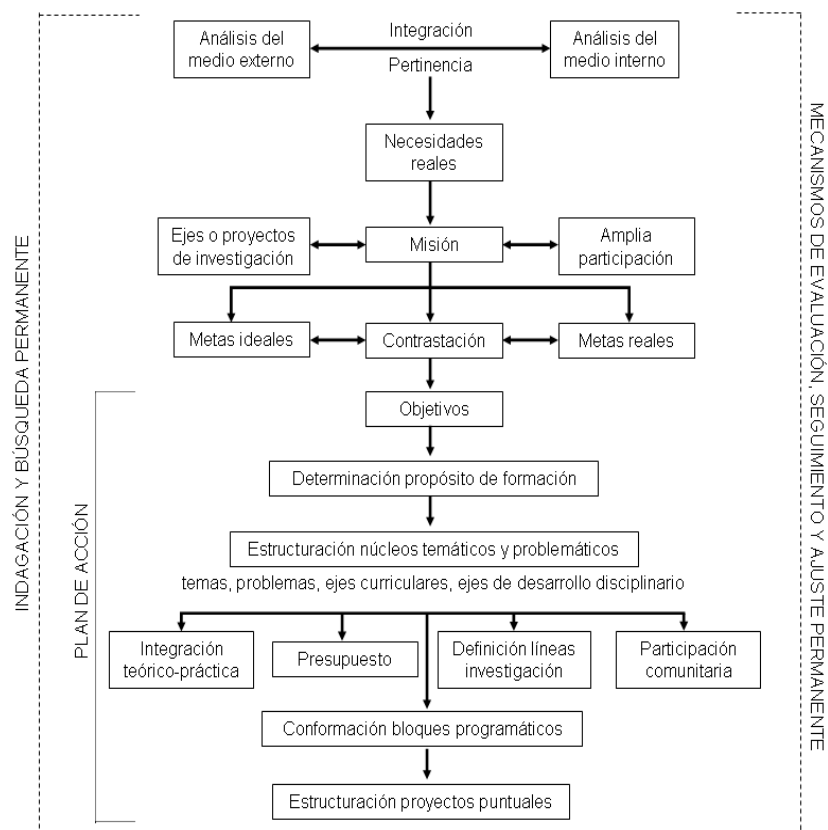 Análisis del
medio externo
Integración
Pertinencia
Análisis del
medio interno
Necesidades
reales
Ejes o proyectos
de investigación
Misión
Amplia
participación
Metas ideales
Contrastación
Metas reales
Objetivos
Determinación propósito de formación
Estructuración núcleos temáticos y problemáticos
temas, problemas, ejes curriculares, ejes de desarrollo disciplinario
Integración
teórico-práctica
Presupuesto
Definición líneas
investigación
Participación
comunitaria
Conformación bloques programáticos
Estructuración proyectos puntuales
INDAGACIÓN Y BÚSQUEDA PERMANENTE
PLAN DE ACCIÓN
MECANISMOS DE EVALUACIÓN, SEGUIMIENTO Y AJUSTE PERMANENTE